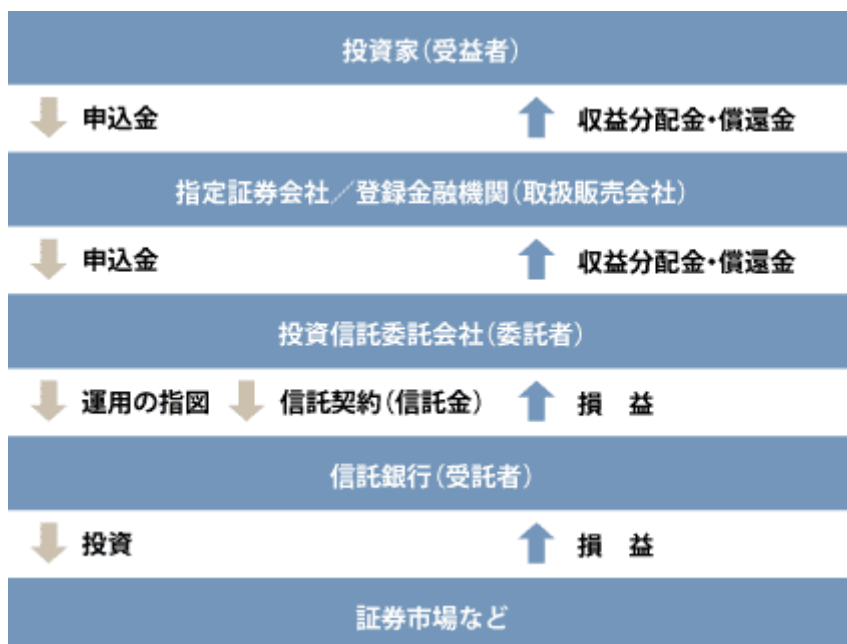 投資家(受益者)
申込金 収益分配金・償還金
指定証券会社/登録金融機関(取扱販売会社)
申込金 収益分配金・償還金
投資信託委託会社(委託者)
運用の指図 信託契約(信託金) 損 益
信託銀行(受託者)
投資 損 益
証券市場など